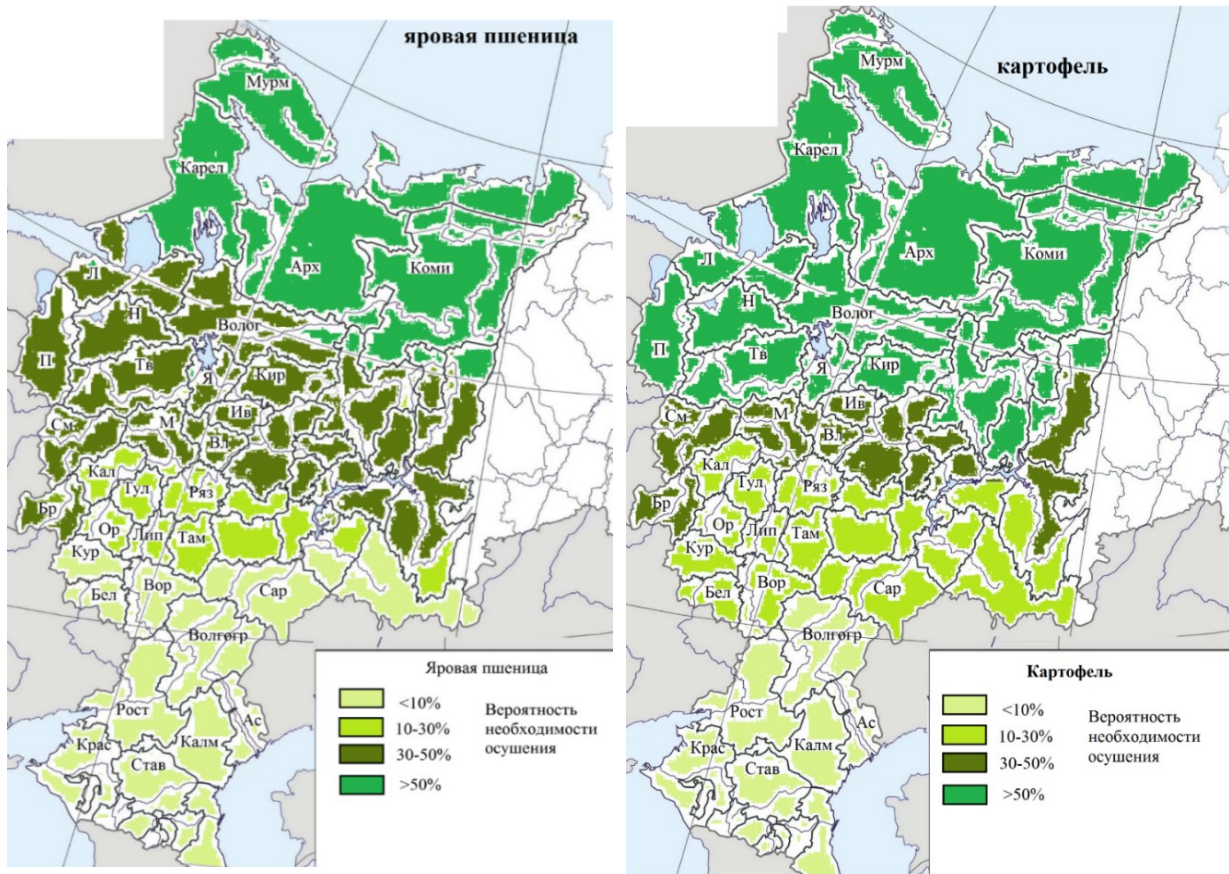 яровая пшеница
Мурм
Карел
Арх
Коми
Л
Н
Волог
П
Тв
Я
Кир
См
М
Ив
Вл
Кал
Тул
Ряз
Бр
Ор
Лип
Там
Кур
Бел
Вор
Сар
Волгогр
Рост
Ас
Крас
Калм
Став
Яровая пшеница
<10%
10-30%
30-50%
>50%
Вероятность
необходимости
осушения
картофель
Мурм
Карел
Арх
Коми
Л
Н
Волог
П
Тв
Я
Кир
См
М
Ив
Вл
Кал
Тул
Ряз
Бр
Ор
Лип
Там
Кур
Бел
Вор
Сар
Волгогр
Рост
Ас
Крас
Калм
Став
Картофель
<10%
10-30%
30-50%
>50%
Вероятность
необходимости
осушения